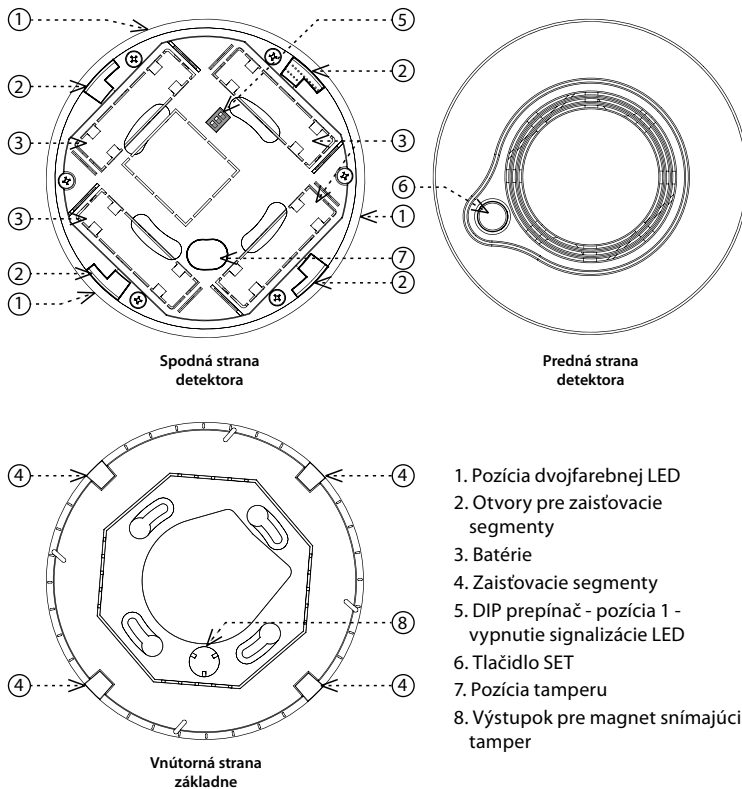 1
5
2
2
3
3
6
3
1
7
2
2
1
Spodná strana
detektora
Predná strana
detektora
4
4
1. Pozícia dvojfarebnej LED
2. Otvory pre zaisťovacie
segmenty
3. Batérie
4. Zaisťovacie segmenty
5. DIP prepínač - pozícia 1 -
vypnutie signalizácie LED
6. Tlačidlo SET
7. Pozícia tamperu
8. Výstupok pre magnet snímajúci
tamper
8
4
4
Vnútorná strana
základne